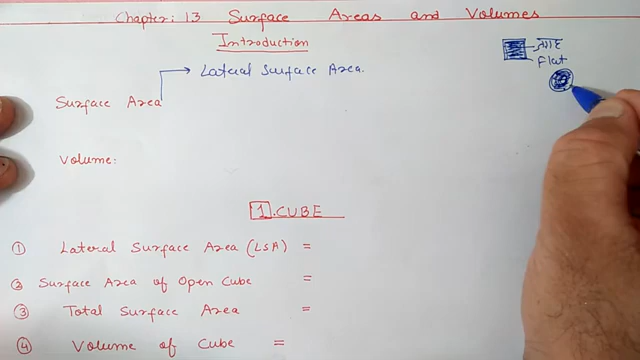 Chapter: 13 Surface Areas and Volumes
Introduction
Flat
Lateral Surface Area.
Surface Area
Volume:
1. CUBE
① Lateral Surface Area (LSA) =
② Surface Area of Open Cube =
③ Total Surface Area =
④ Volume of Cube =